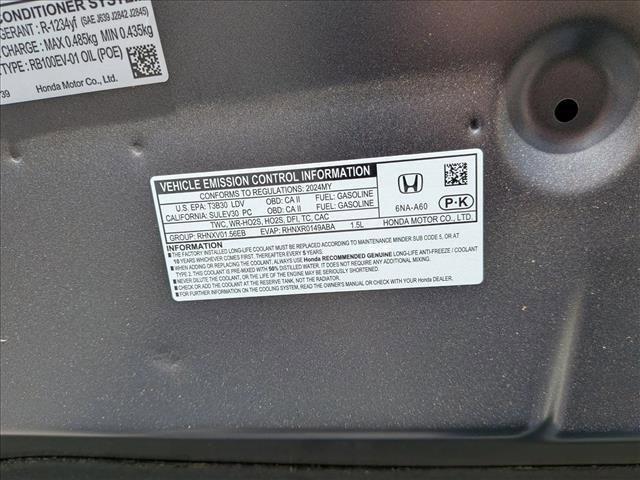 CONDITIONER SYSTEM
R-1234yf (SAE J639 J2842 J2845)
CHARGE : MAX 0.485kg MIN 0.435kg
TYPE : RB100EV-01 OIL (POE)
Honda Motor Co., Ltd.
VEHICLE EMISSION CONTROL INFORMATION
CONFORMS TO REGULATIONS: 2024MY
U.S. EPA: T3B30 LDV OBD: CA II FUEL: GASOLINE
CALIFORNIA: SULEV30 PC OBD: CA II FUEL: GASOLINE
TWC, WR-HO2S, HO2S, DFI, TC, CAC
GROUP: RHNXV01.56EB EVAP: RHNXR0149ABA 1.5L
6NA-A60 P-K
HONDA MOTOR CO., LTD.
INFORMATION
■ THE FACTORY INSTALLED LONG-LIFE COOLANT MUST BE REPLACED ACCORDING TO MAINTENANCE MINDER SUB CODE 5, OR AT
10 YEARS WHICHEVER COMES FIRST. THEREAFTER EVERY 5 YEARS.
■ WHEN ADDING OR REPLACING THE COOLANT, ALWAYS USE Honda RECOMMENDED GENUINE LONG-LIFE ANTI-FREEZE / COOLANT
TYPE 2. THIS COOLANT IS PRE-MIXED WITH 50% DISTILLED WATER. IT DOES NOT REQUIRE ANY ADDITIONAL MIXING.
■ NEVER DILUTE THE COOLANT, OR THE ENGINE MAY BE SERIOUSLY DAMAGED.
■ CHECK OR ADD THE COOLANT AT THE RESERVE TANK, NOT THE RADIATOR.
■ FOR FURTHER INFORMATION ON THE COOLING SYSTEM, READ THE OWNER'S MANUAL OR PLEASE CHECK WITH YOUR Honda DEALER.